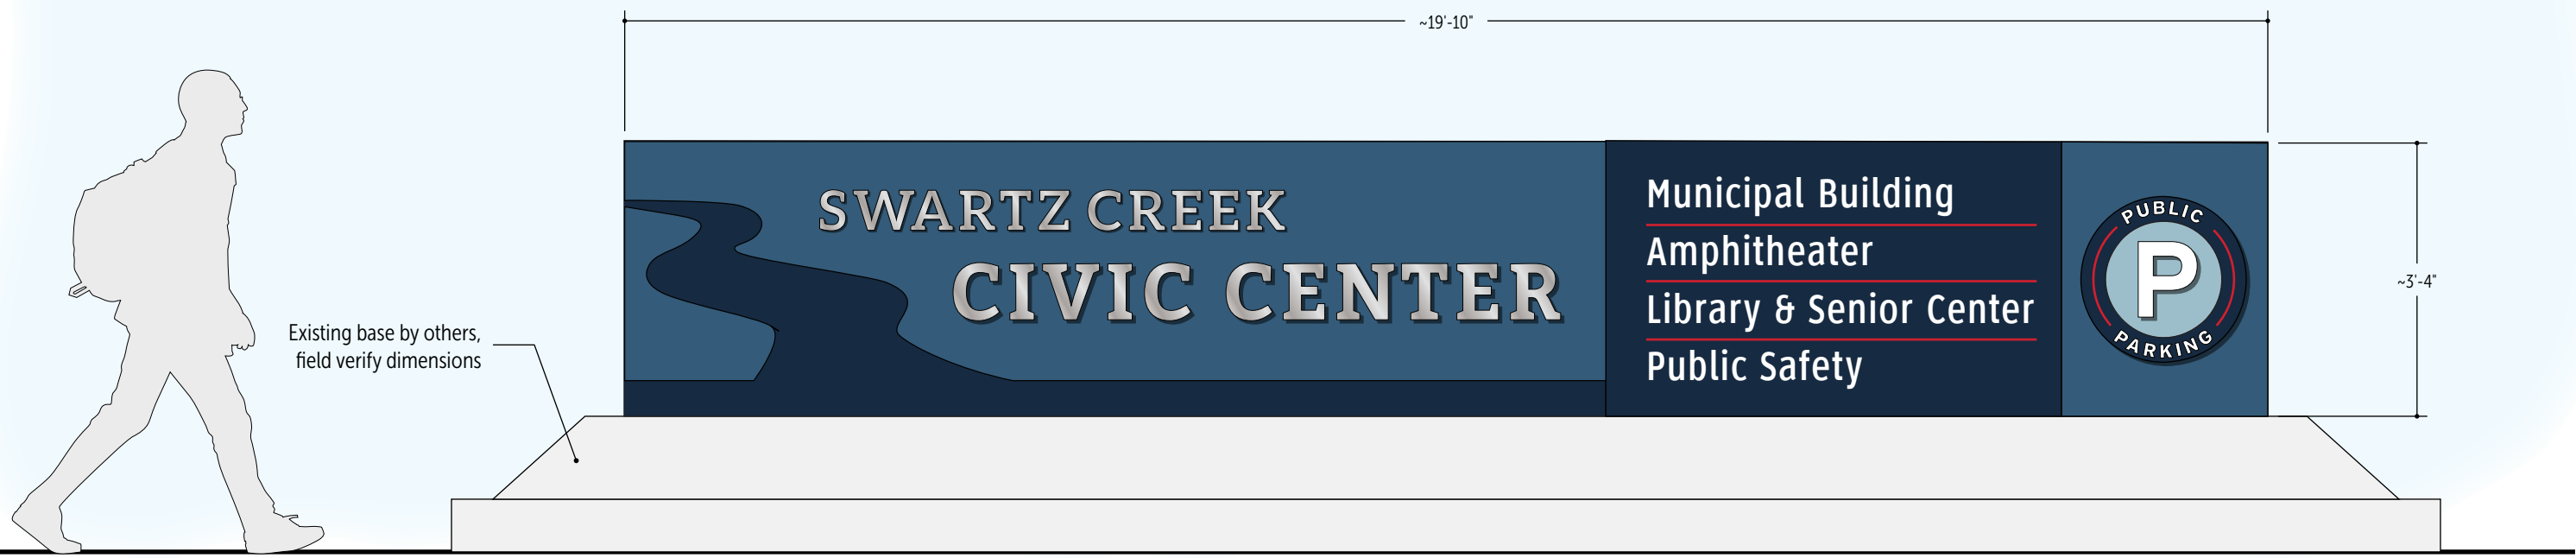 ~19'-10"
SWARTZ CREEK
CIVIC CENTER
Municipal Building
Amphitheater
Library & Senior Center
Public Safety
PUBLIC
P
PARKING
~3'-4"
Existing base by others,
field verify dimensions